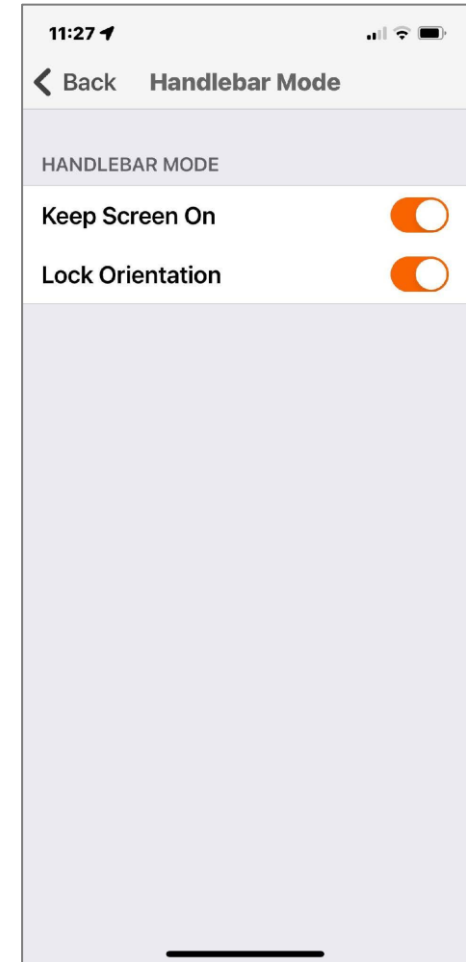 11:27
Back Handlebar Mode
HANDLEBAR MODE
Keep Screen On
Lock Orientation